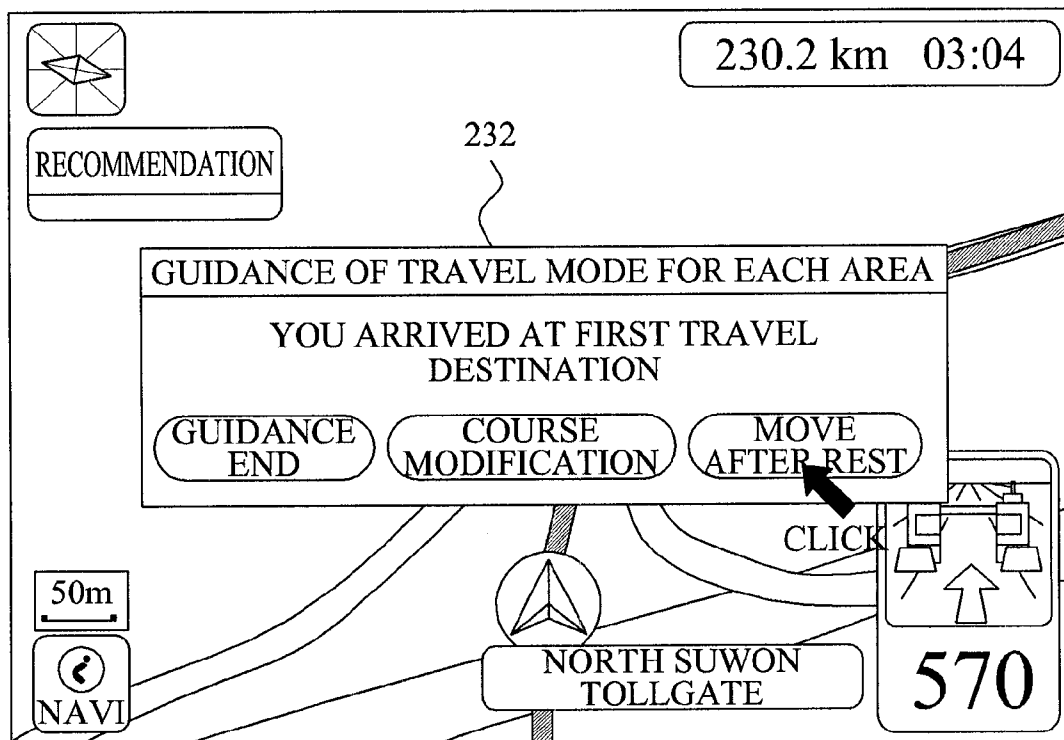 230.2 km 03:04
RECOMMENDATION
232
GUIDANCE OF TRAVEL MODE FOR EACH AREA
YOU ARRIVED AT FIRST TRAVEL
DESTINATION
GUIDANCE
END
COURSE
MODIFICATION
MOVE
AFTER REST
CLICK
50m
NAVI
NORTH SUWON
TOLLGATE
570